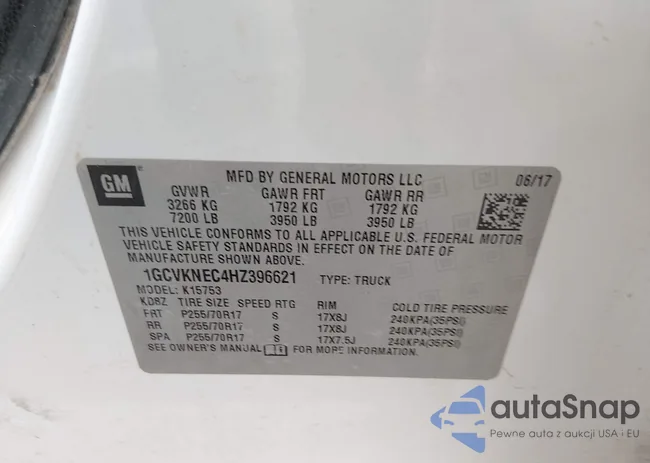 GM
MFD BY GENERAL MOTORS LLC 06/17
GVWR GAWR FRT GAWR RR
3266 KG 1792 KG 1792 KG
7200 LB 3950 LB 3950 LB
THIS VEHICLE CONFORMS TO ALL APPLICABLE U.S. FEDERAL MOTOR
VEHICLE SAFETY STANDARDS IN EFFECT ON THE DATE OF
MANUFACTURE SHOWN ABOVE.
1GCVKNEC4HZ396621 TYPE: TRUCK
MODEL: K15753
K08Z TIRE SIZE SPEED RTG RIM COLD TIRE PRESSURE
FRT P255/70R17 S 17X8J 240KPA(35PSI)
RR P255/70R17 S 17X8J 240KPA(35PSI)
SPA P255/70R17 S 17X7.5J 240KPA(35PSI)
SEE OWNER'S MANUAL FOR MORE INFORMATION.
autaSnap
Pewne auta z aukcji USA i EU